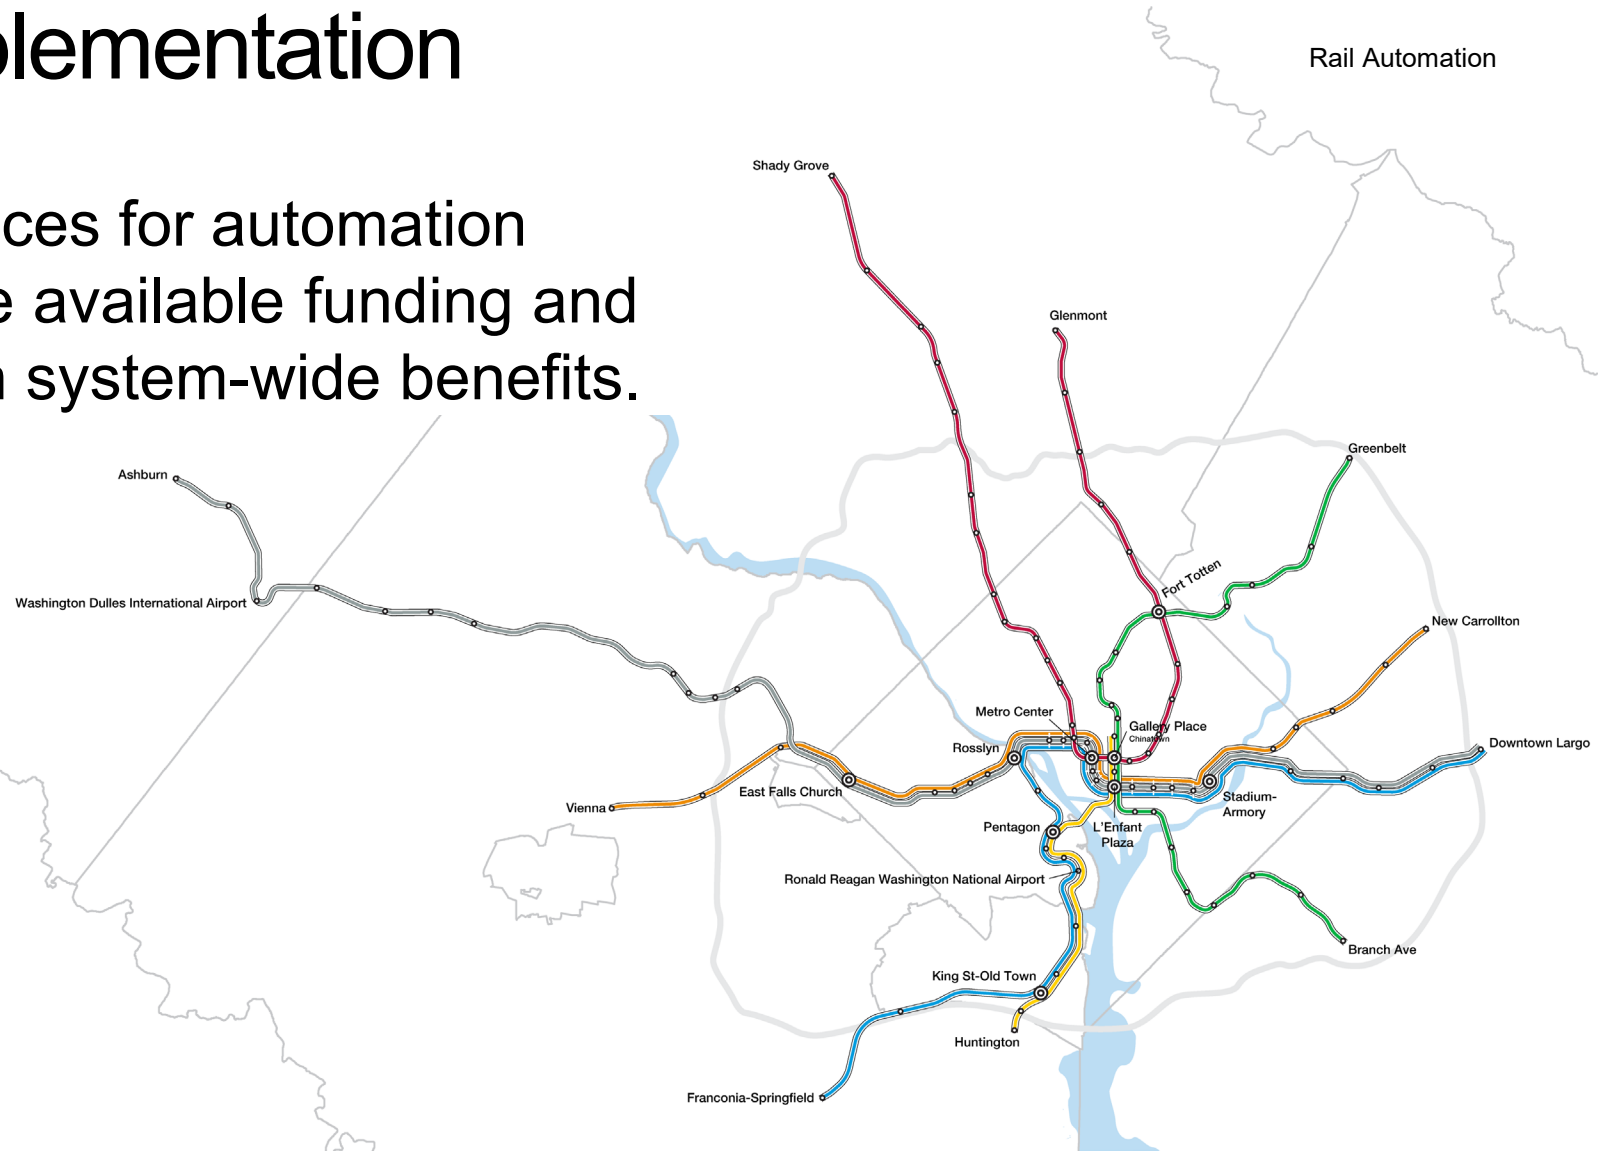 plementation
Rail Automation
ces for automation
e available funding and
system-wide benefits.
Shady Grove
Glenmont
Greenbelt
Ashburn
Fort Totten
Washington Dulles International Airport
New Carrollton
Metro Center
Gallery Place
Chinatown
Rosslyn
Downtown Largo
East Falls Church
Vienna
Stadium-
Armory
Pentagon
L'Enfant
Plaza
Ronald Reagan Washington National Airport
Branch Ave
King St-Old Town
Huntington
Franconia-Springfield